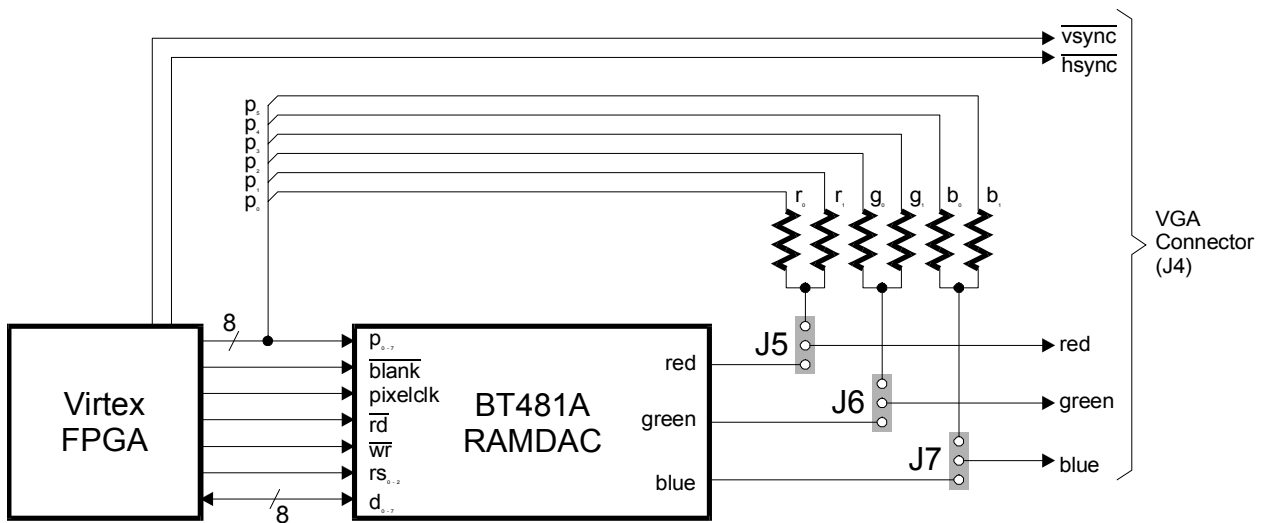 vsync
hsync
p5
p4
p3
p2
p1
p0
r0
r1
g0
g1
b0
b1
VGA
Connector
(J4)
8
Virtex
FPGA
p0-7
blank
pixelclk
rd
wr
rs0-2
d0-7
8
BT481A
RAMDAC
red
green
blue
J5
J6
J7
red
green
blue